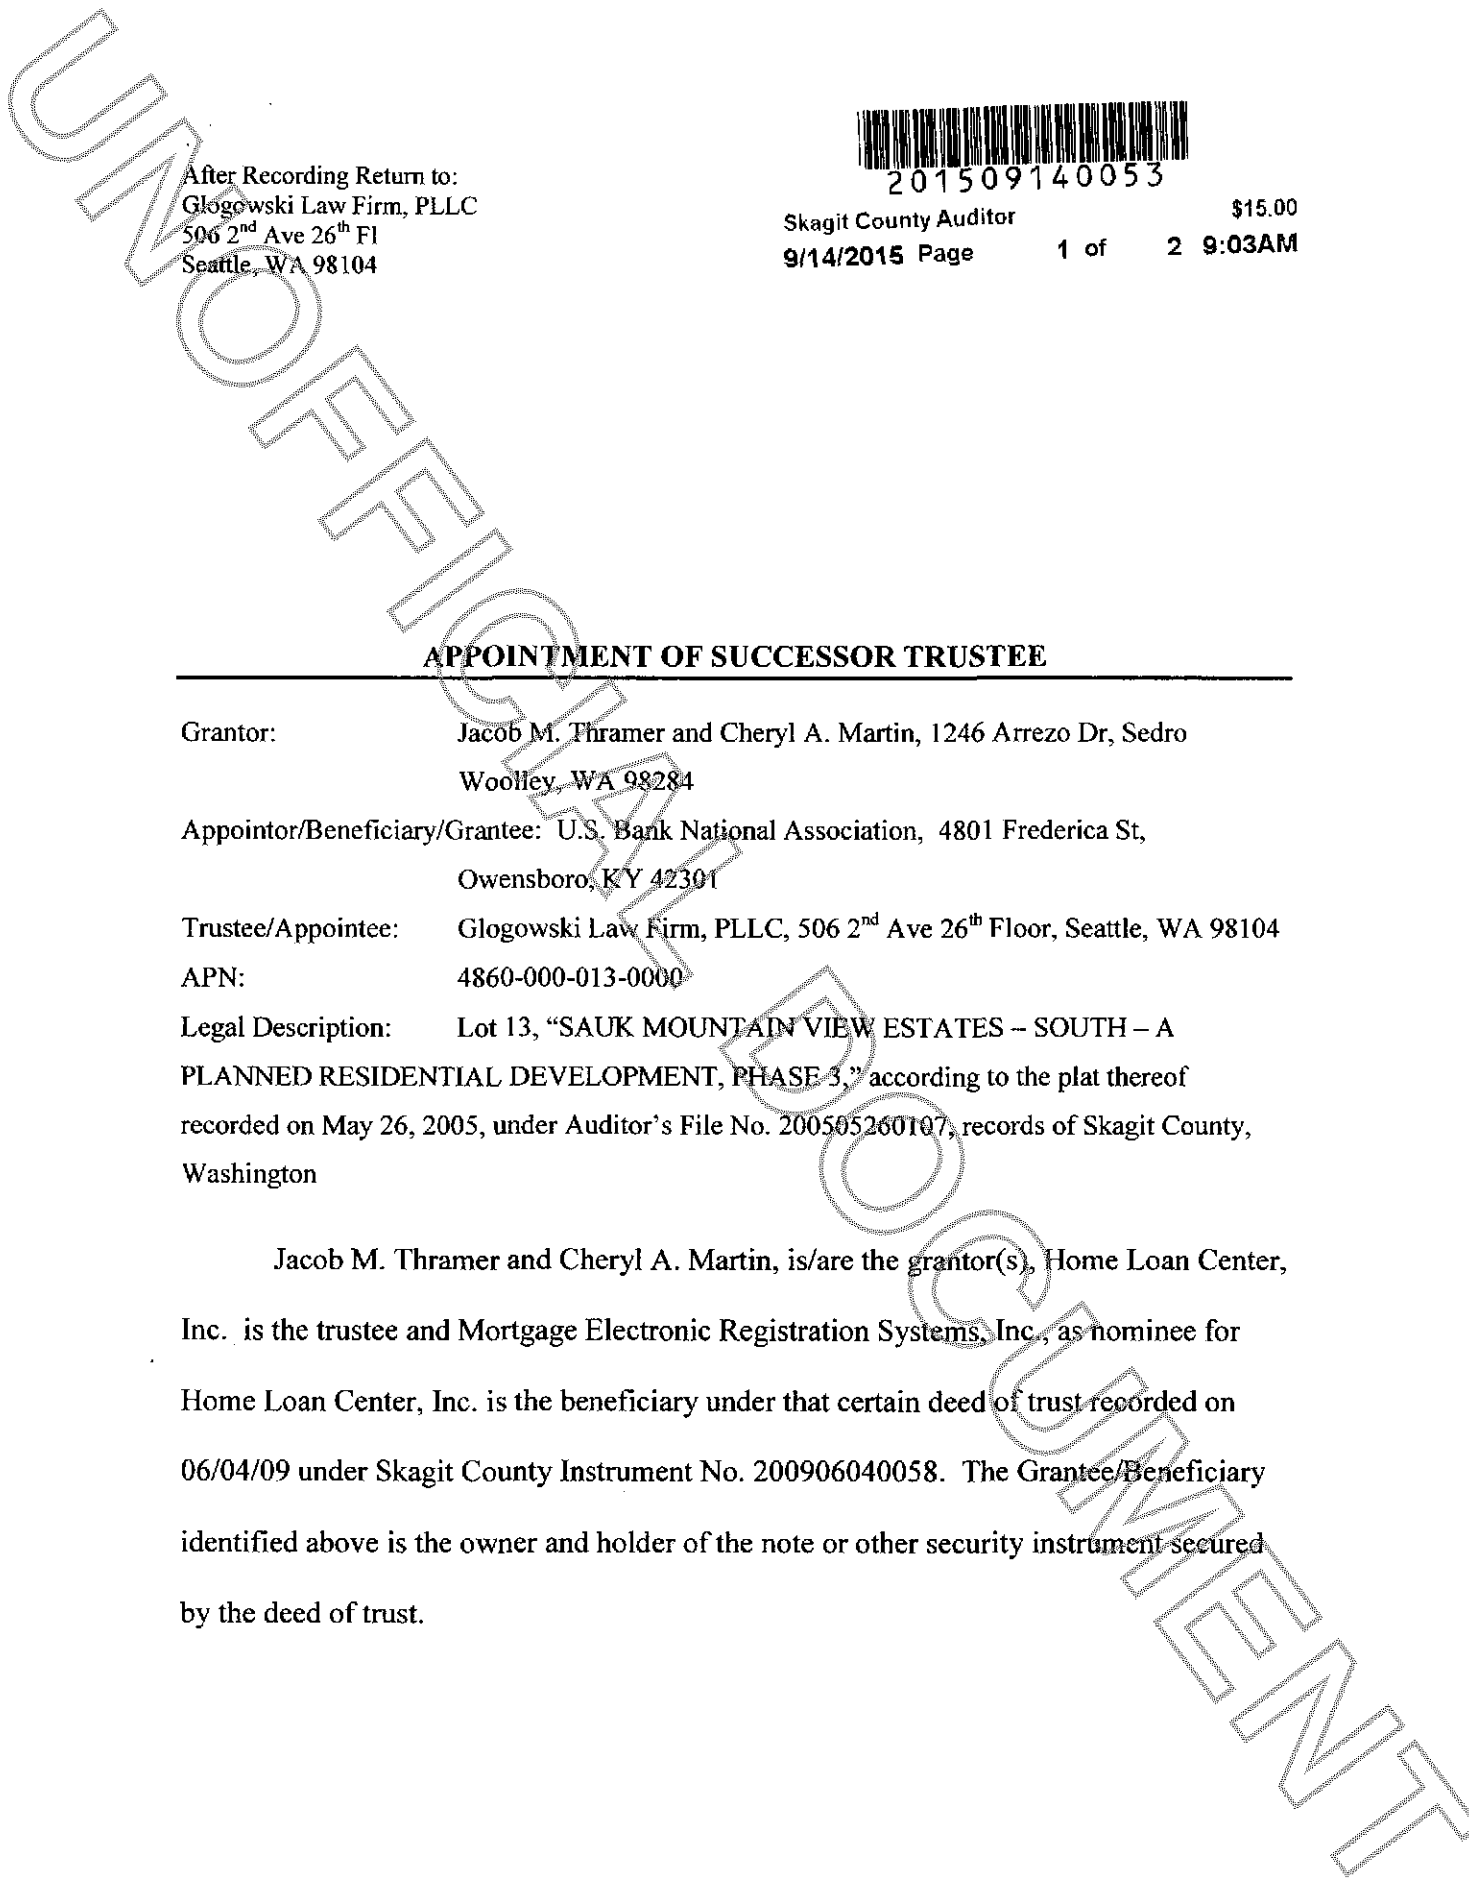 After Recording Return to:
Glogowski Law Firm, PLLC
506 2nd Ave 26th Fl
Seattle, WA 98104
201509140053
Skagit County Auditor $15.00
9/14/2015 Page 1 of 2 9:03AM
APPOINTMENT OF SUCCESSOR TRUSTEE
Grantor: Jacob M. Thramer and Cheryl A. Martin, 1246 Arrezo Dr, Sedro
Woolley, WA 98284
Appointor/Beneficiary/Grantee: U.S. Bank National Association, 4801 Frederica St,
Owensboro, KY 42301
Trustee/Appointee: Glogowski Law Firm, PLLC, 506 2nd Ave 26th Floor, Seattle, WA 98104
APN: 4860-000-013-0000
Legal Description: Lot 13, “SAUK MOUNTAIN VIEW ESTATES – SOUTH – A
PLANNED RESIDENTIAL DEVELOPMENT, PHASE 3,” according to the plat thereof
recorded on May 26, 2005, under Auditor’s File No. 200505260107, records of Skagit County,
Washington
Jacob M. Thramer and Cheryl A. Martin, is/are the grantor(s), Home Loan Center,
Inc. is the trustee and Mortgage Electronic Registration Systems, Inc., as nominee for
Home Loan Center, Inc. is the beneficiary under that certain deed of trust recorded on
06/04/09 under Skagit County Instrument No. 200906040058. The Grantee/Beneficiary
identified above is the owner and holder of the note or other security instrument secured
by the deed of trust.
UNOFFICIAL DOCUMENT